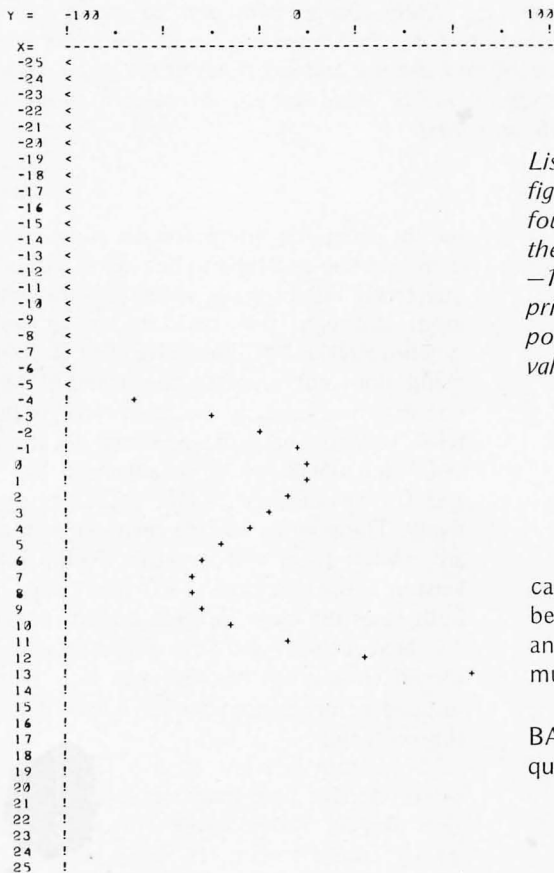 Y = -100 0 100
! . ! . ! . ! . ! . !
X= --------------------------------------------------
-25 <
-24 <
-23 <
-22 <
-21 <
-20 <
-19 <
-18 <
-17 <
-16 <
-15 <
-14 <
-13 <
-12 <
-11 <
-10 <
-9 <
-8 <
-7 <
-6 <
-5 <
-4 ! +
-3 ! +
-2 ! +
-1 ! +
0 ! +
1 ! +
2 ! +
3 ! +
4 ! +
5 ! +
6 ! +
7 ! +
8 ! +
9 ! +
10 ! +
11 ! +
12 ! +
13 ! +
14 !
15 !
16 !
17 !
18 !
19 !
20 !
21 !
22 !
23 !
24 !
25 !
Lis
fig
fou
the
—1
pri
po
val
ca
be
an
mu
BA
qu